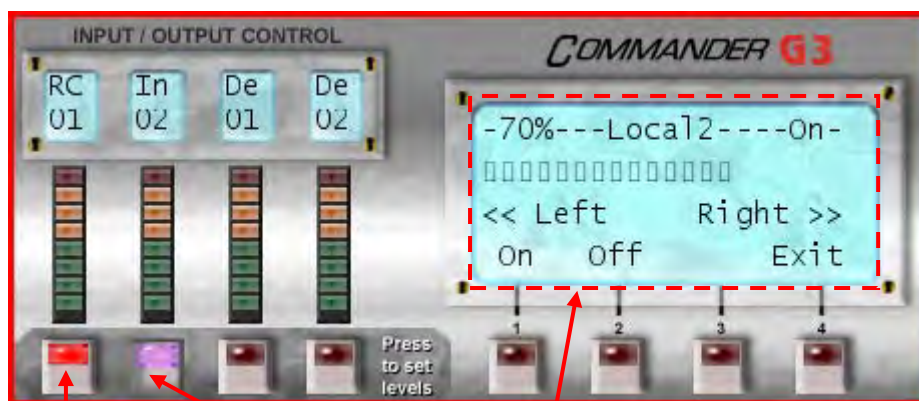 INPUT / OUTPUT CONTROL
RC In De De
01 02 01 02
Press
to set
levels
COMMANDER G3
-70%---Local2----On-
<< Left Right >>
On Off Exit
1 2 3 4